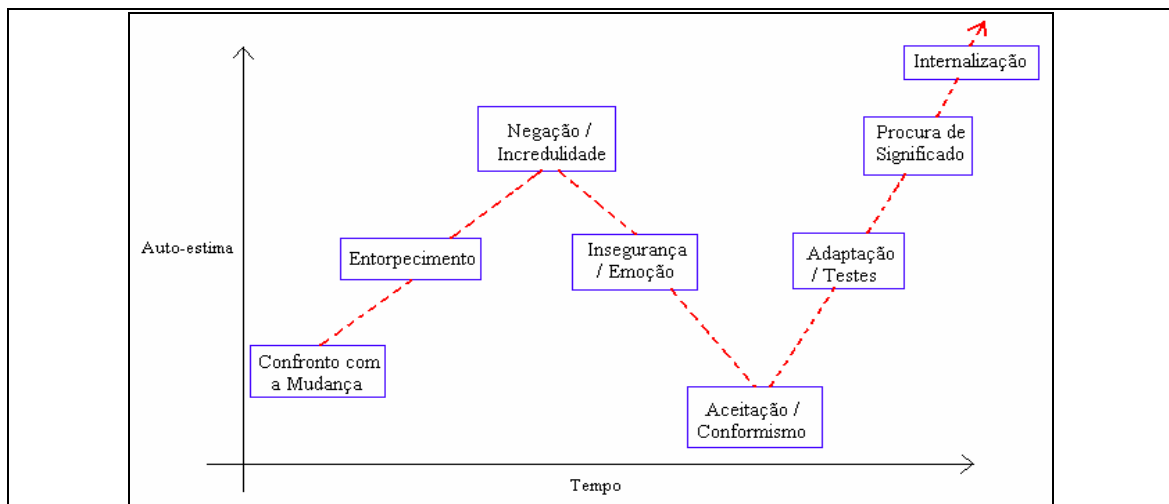 Internalização
Negação /
Incredulidade
Procura de
Significado
Auto-estima
Entorpecimento
Insegurança
/ Emoção
Adaptação
/ Testes
Confronto com
a Mudança
Aceitação /
Conformismo
Tempo